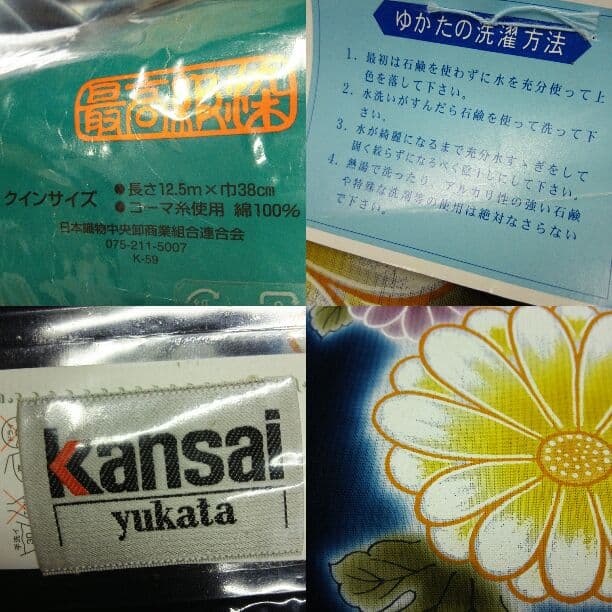 最高級染
クインサイズ
●長さ12.5m×巾38cm
●コーマ糸使用 綿100%
日本織物中央卸商業組合連合会
075-211-5007
K-59
ゆかたの洗濯方法
1. 最初は石鹸を使わずに水を充分使って上
色を落して下さい。
2. 水洗いがすんだら石鹸を使って洗って下
さい。
3. 水が綺麗になるまで充分水すゝぎをして
固く絞らずになるべく陰干しにして下さい。
4. 熱湯で洗ったり、アルカリ性の強い石鹸
や特殊な洗濯等の使用は絶対なさらない
で下さい。
kansai
yukata
手洗イ
30